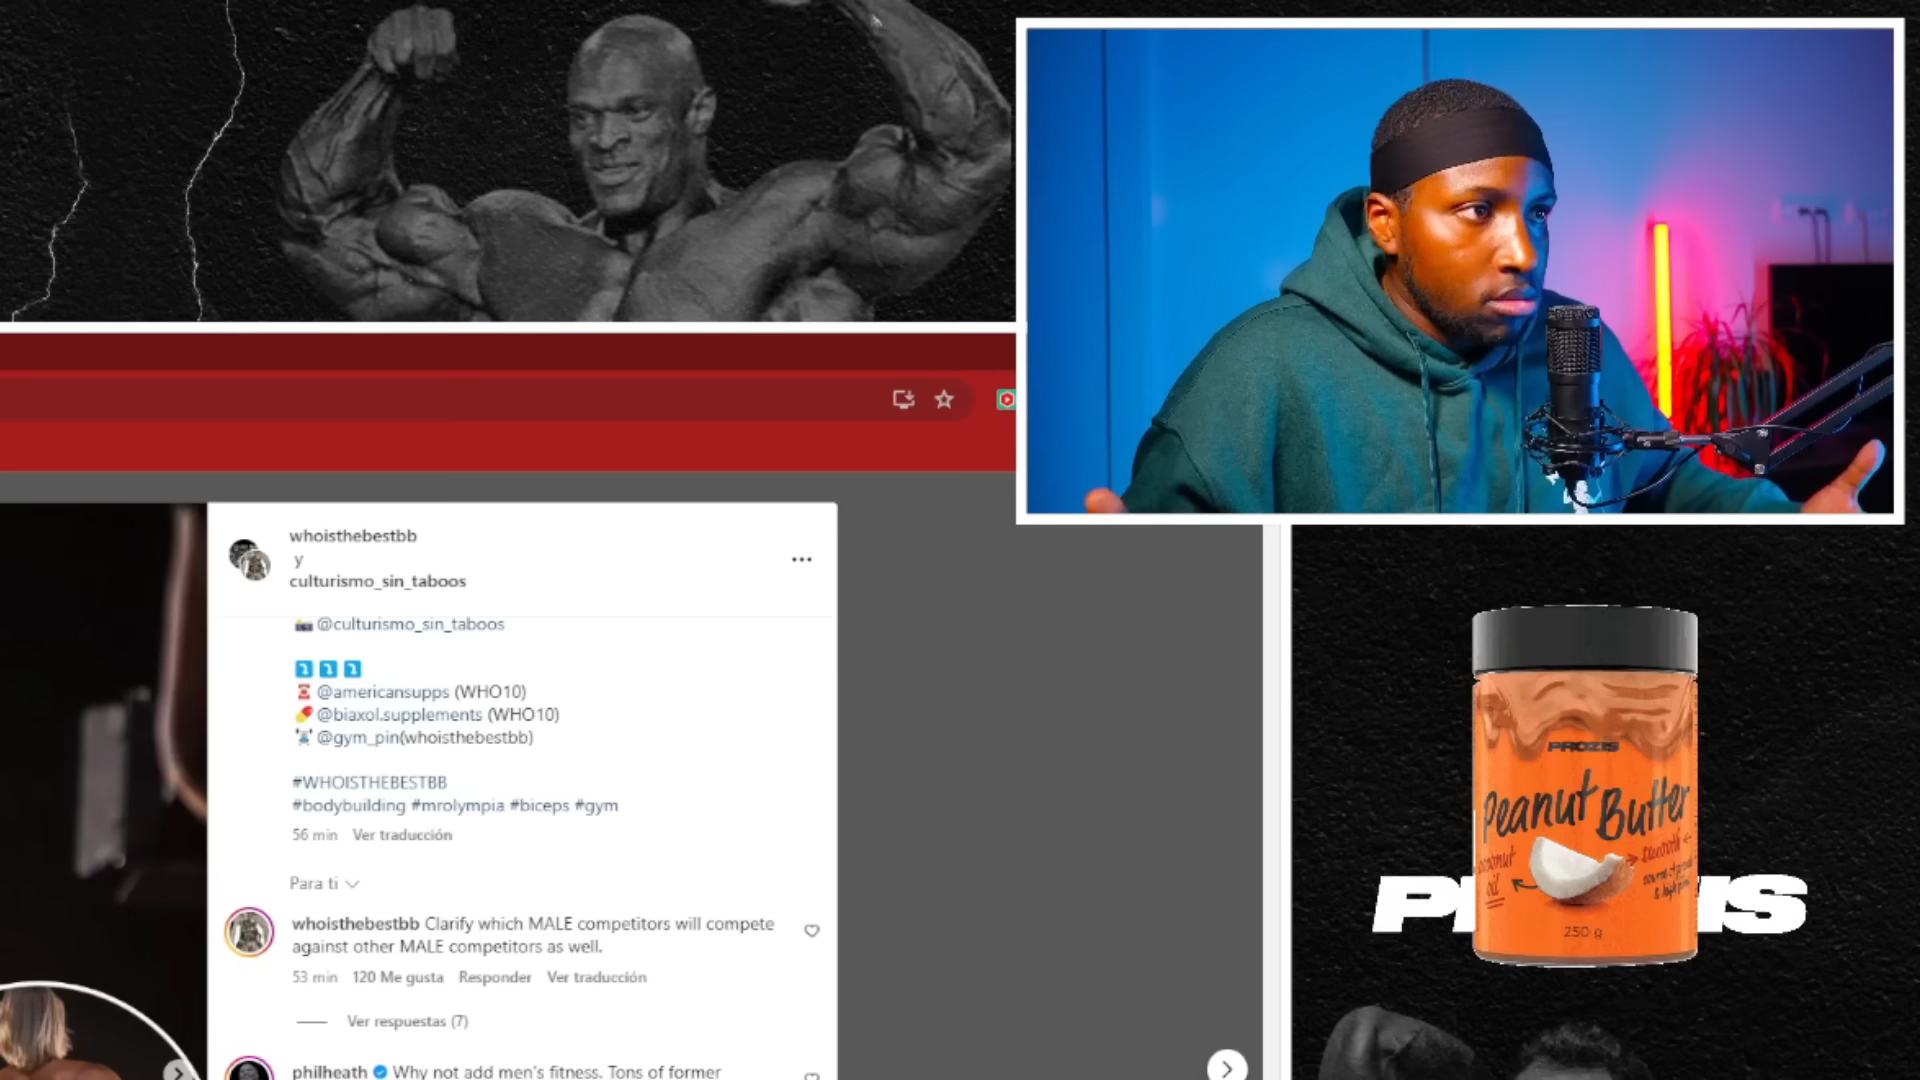 whoisthebestbb
y
culturismo_sin_taboos
@culturismo_sin_taboos
@americansupps (WHO10)
@biaxol.supplements (WHO10)
@gym_pin(whoisthebestbb)
#WHOISTHEBESTBB
#bodybuilding #mrolympia #biceps #gym
56 min Ver traducción
Para ti
whoisthebestbb Clarify which MALE competitors will compete
against other MALE competitors as well.
53 min 120 Me gusta Responder Ver traducción
Ver respuestas (7)
philheath Why not add men's fitness. Tons of former
PROZIS
Peanut Butter
oil
smooth
250 g